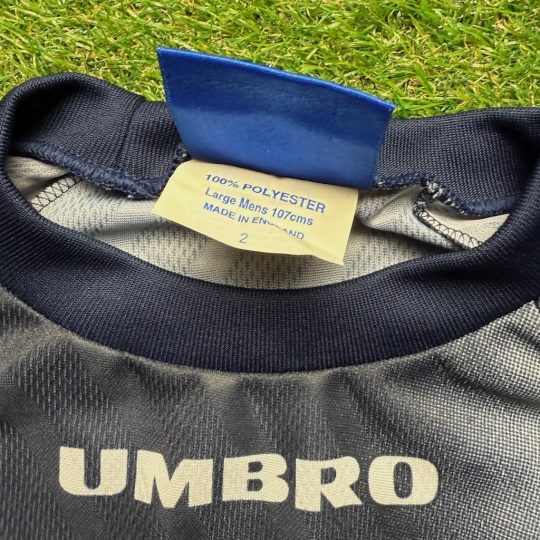 100% POLYESTER
Large Mens 107cms
MADE IN ENGLAND
2
UMBRO